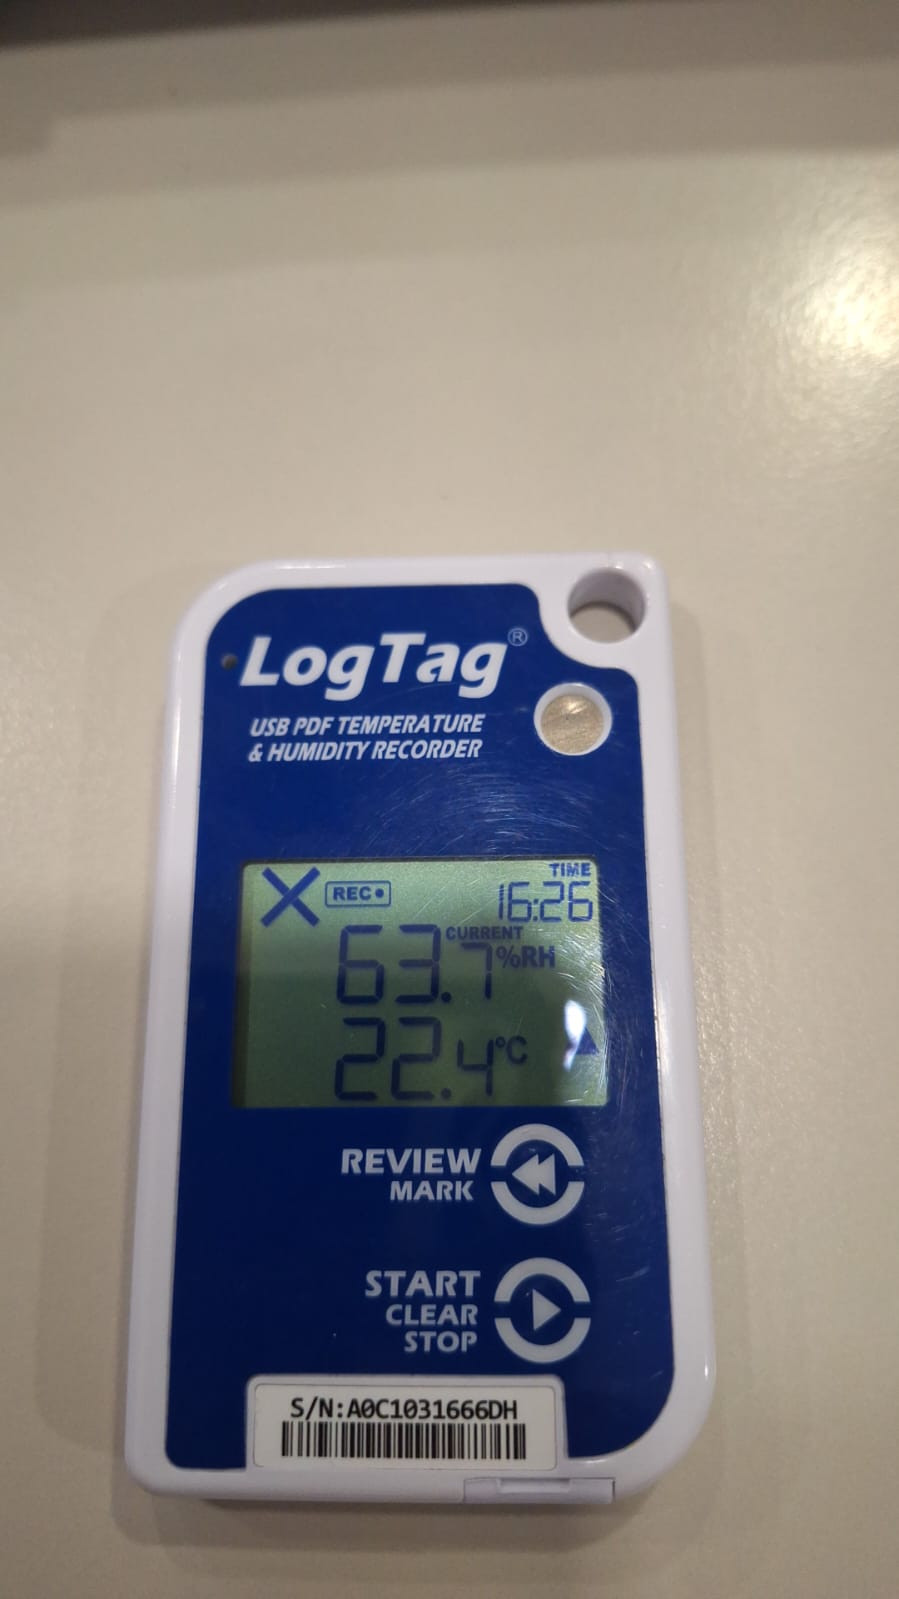 LogTag®
USB PDF TEMPERATURE
& HUMIDITY RECORDER
REC
TIME
16:26
CURRENT
63.7 %RH
22.4 °C
REVIEW
MARK
START
CLEAR
STOP
S/N:A0C1031666DH